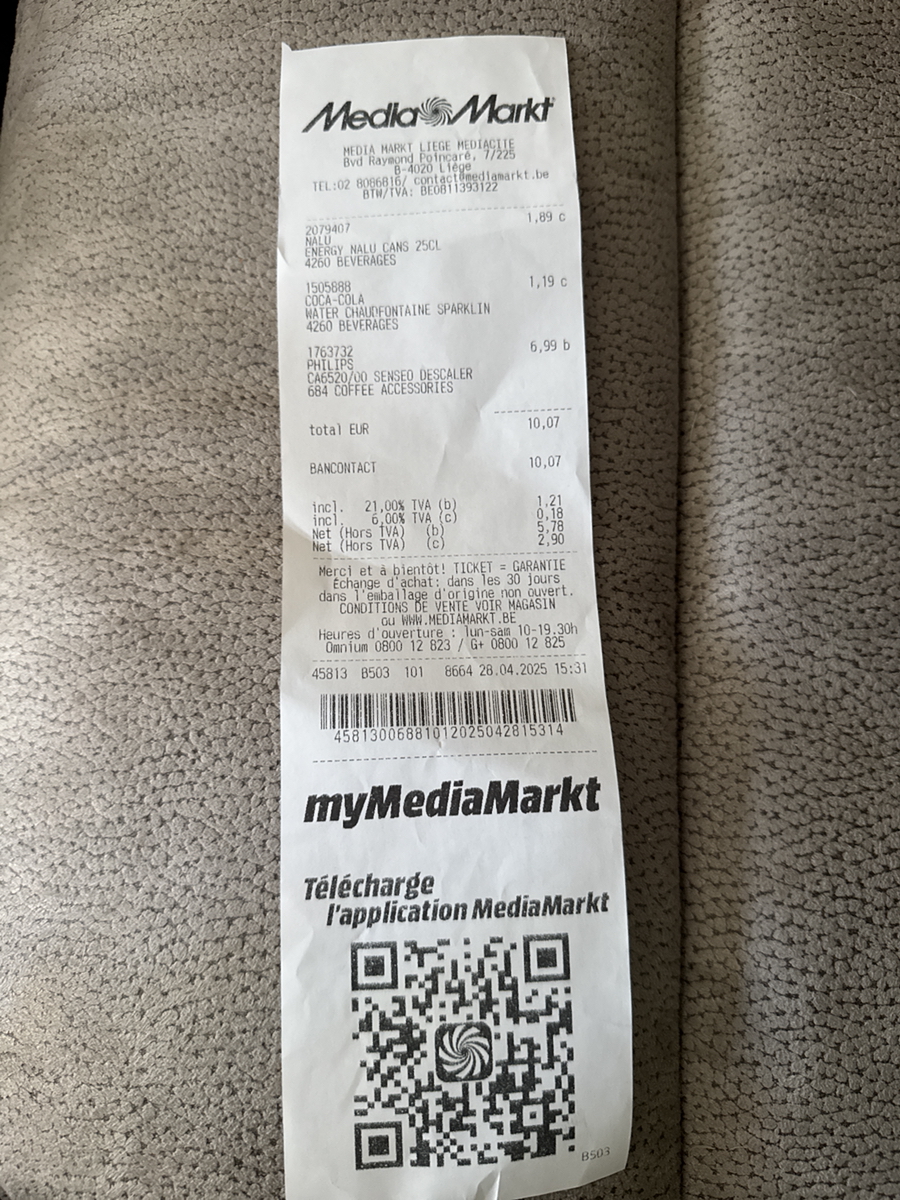 Media Markt
MEDIA MARKT LIEGE MEDIACITE
Bvd Raymond Poincaré, 7/225
B-4020 Liège
TEL:02 8086816/ contact@mediamarkt.be
BTW/TVA: BE0811393122
2079407 1,89 c
NALU
ENERGY NALU CANS 25CL
4260 BEVERAGES
1505888 1,19 c
COCA-COLA
WATER CHAUDFONTAINE SPARKLIN
4260 BEVERAGES
1763732 6,99 b
PHILIPS
CA6520/00 SENSEO DESCALER
684 COFFEE ACCESSORIES
total EUR 10,07
BANCONTACT 10,07
incl. 21,00% TVA (b) 1,21
incl. 6,00% TVA (c) 0,18
Net (Hors TVA) (b) 5,78
Net (Hors TVA) (c) 2,90
Merci et à bientôt! TICKET = GARANTIE
Échange d'achat: dans les 30 jours
dans l'emballage d'origine non ouvert.
CONDITIONS DE VENTE VOIR MAGASIN
ou WWW.MEDIAMARKT.BE
Heures d'ouverture : lun-sam 10-19.30h
Omnium 0800 12 823 / G+ 0800 12 825
45813 B503 101 8664 28.04.2025 15:31
45813006881012025042815314
myMediaMarkt
Télécharge
l'application MediaMarkt
B503